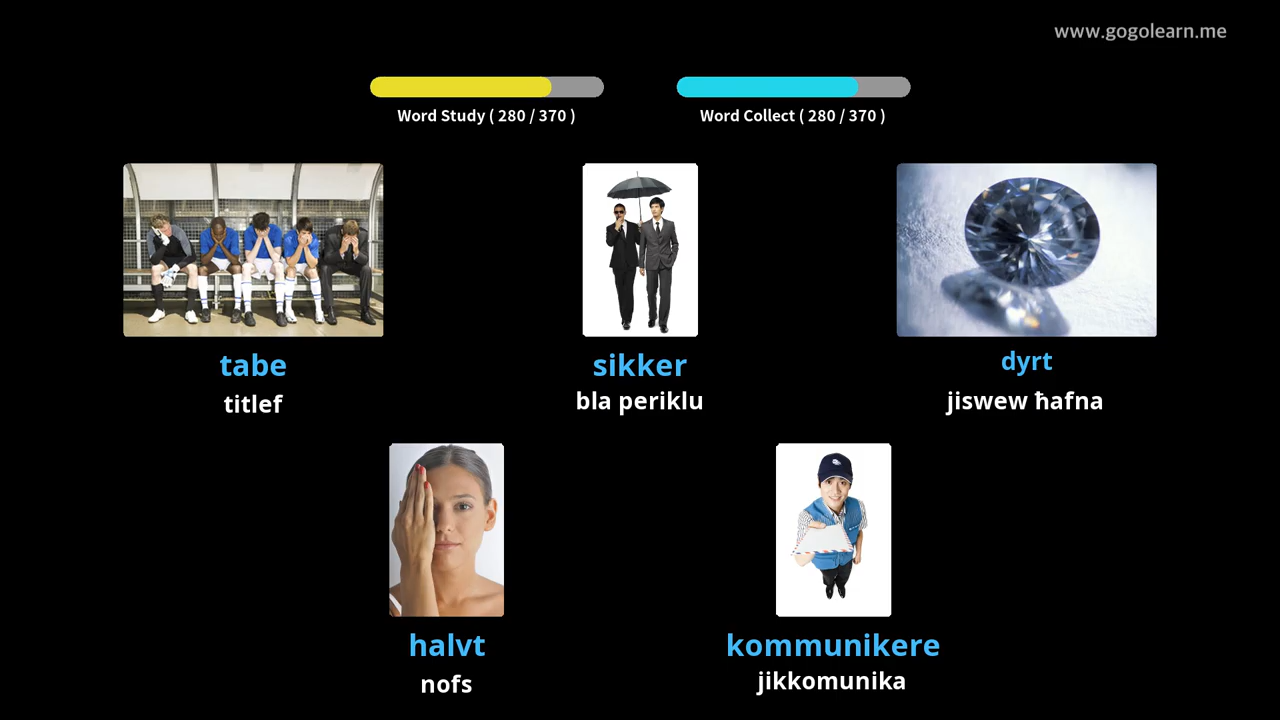 www.gogolearn.me
Word Study ( 280 / 370 )
Word Collect ( 280 / 370 )
tabe
titlef
sikker
bla periklu
dyrt
jiswew ħafna
halvt
nofs
kommunikere
jikkomunika